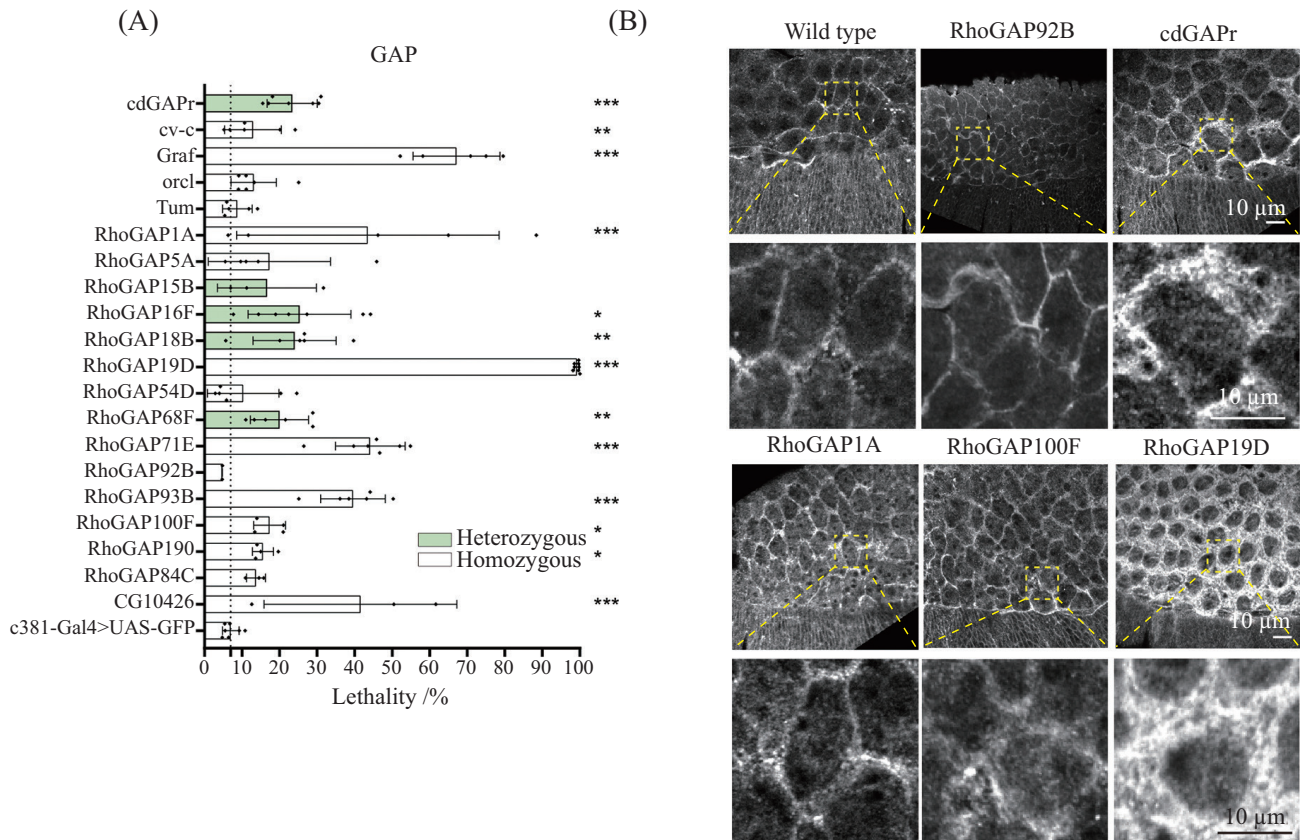 (A)
GAP
cdGAPr ***
cv-c **
Graf ***
orcl
Tum
RhoGAP1A ***
RhoGAP5A
RhoGAP15B
RhoGAP16F *
RhoGAP18B **
RhoGAP19D ***
RhoGAP54D
RhoGAP68F **
RhoGAP71E ***
RhoGAP92B
RhoGAP93B ***
RhoGAP100F *
RhoGAP190 *
RhoGAP84C
CG10426 ***
c381-Gal4>UAS-GFP
Heterozygous
Homozygous
0 10 20 30 40 50 60 70 80 90 100
Lethality /%
(B)
Wild type RhoGAP92B cdGAPr
10 µm
10 µm
RhoGAP1A RhoGAP100F RhoGAP19D
10 µm
10 µm